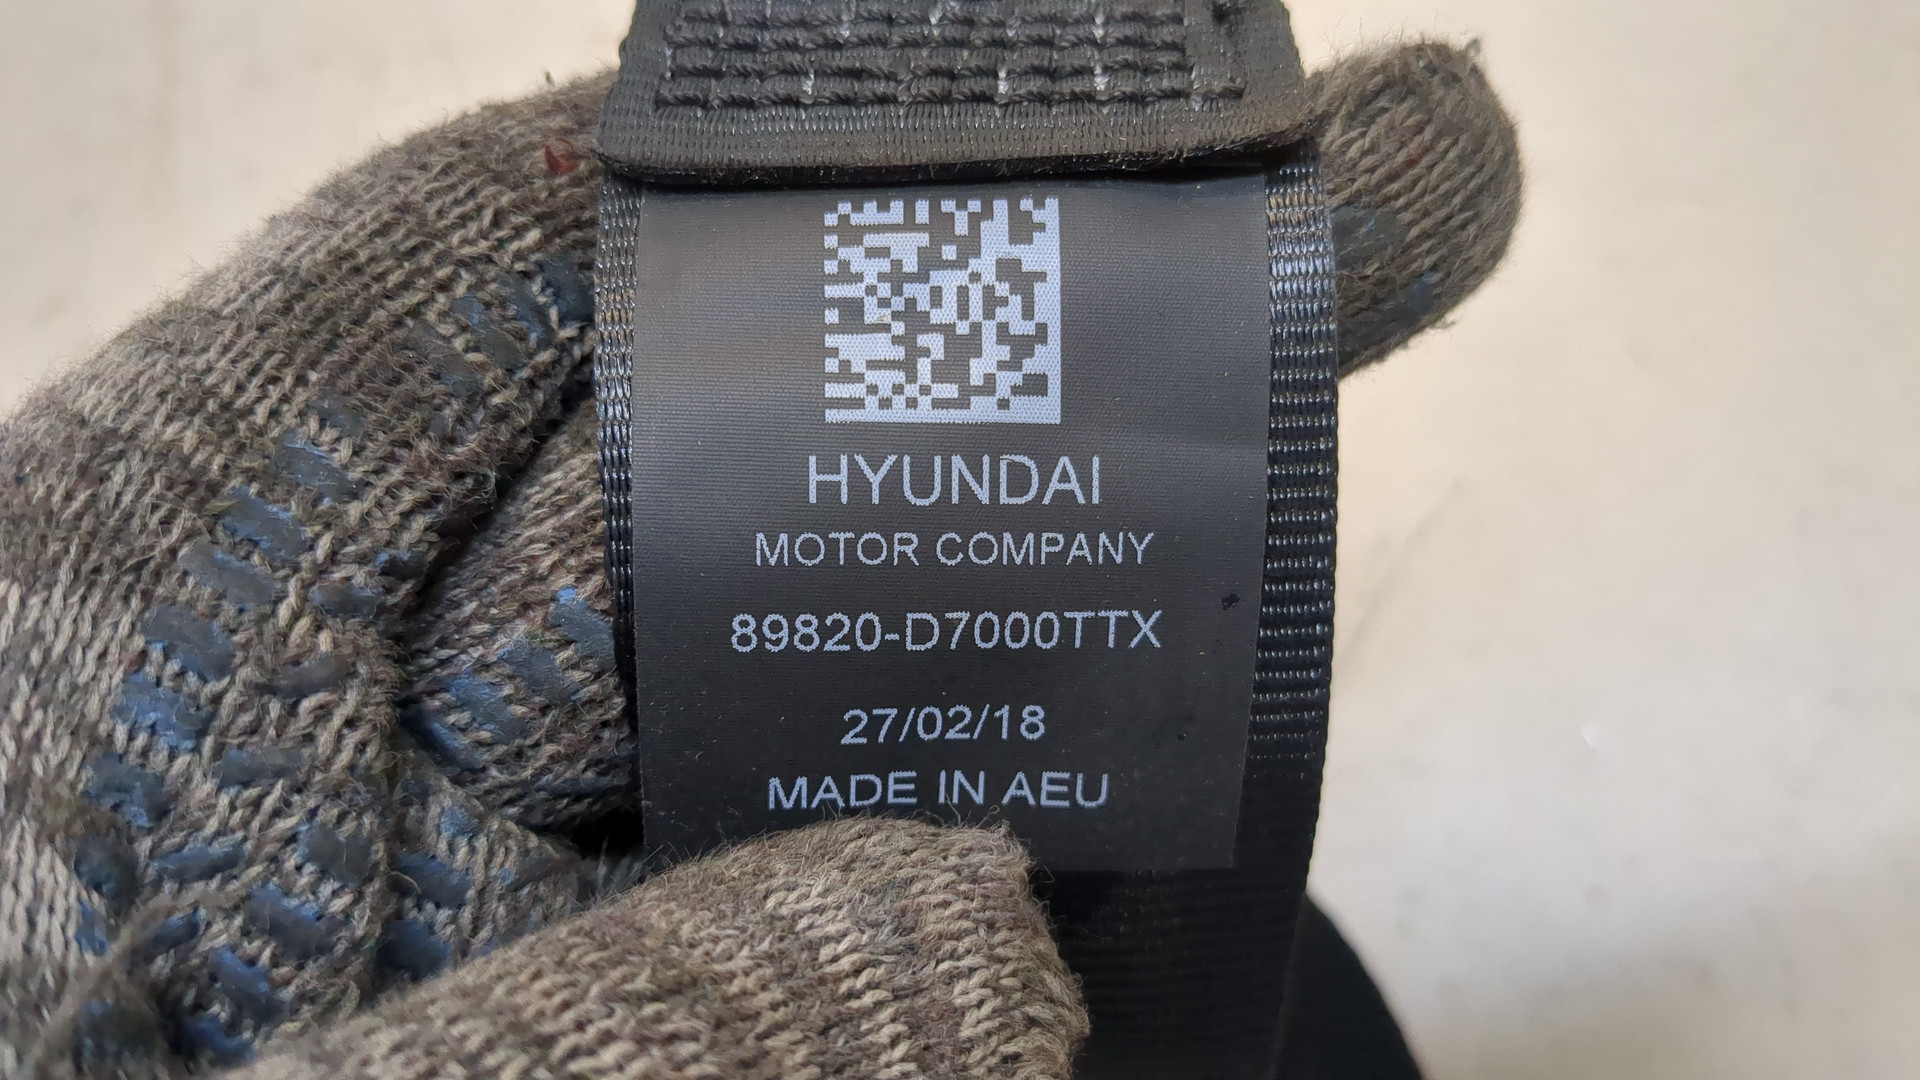 HYUNDAI
MOTOR COMPANY
89820-D7000TTX
27/02/18
MADE IN AEU